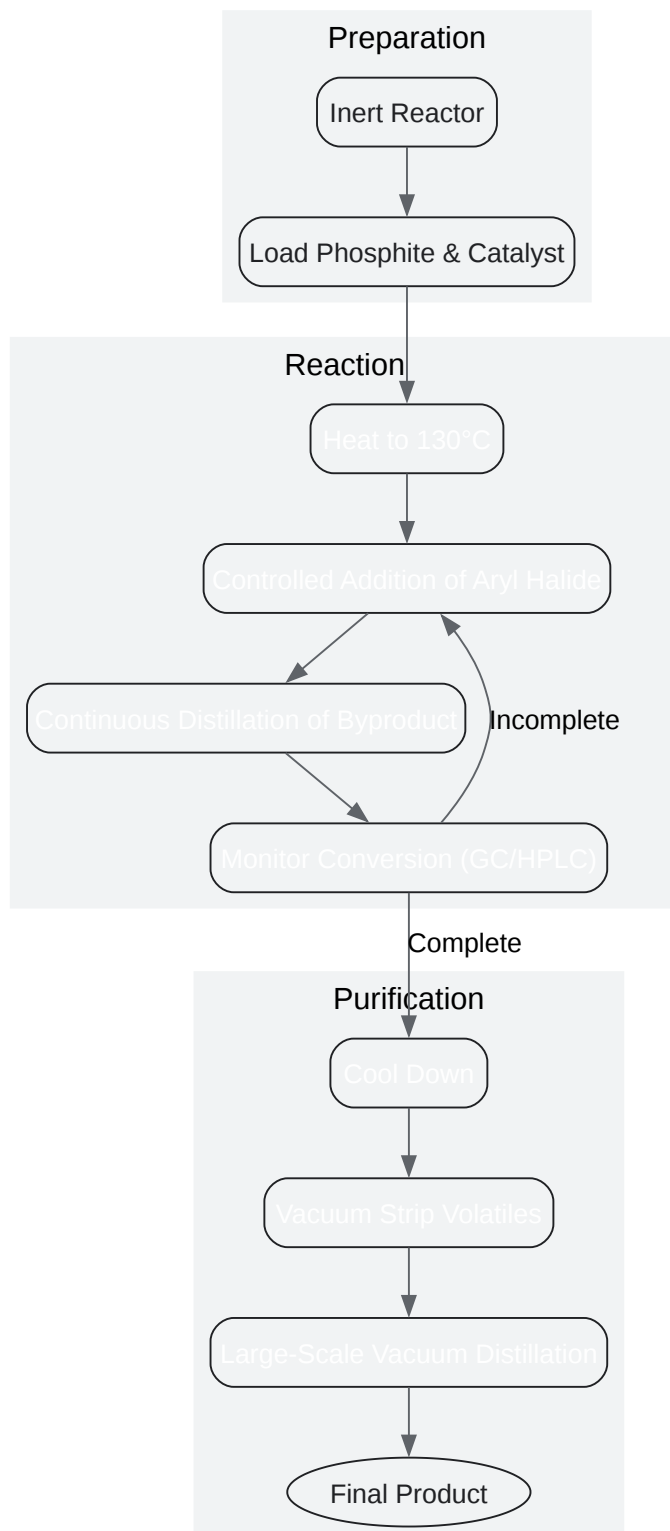 Preparation
Inert Reactor
Load Phosphite & Catalyst
Reaction
Heat to 130°C
Controlled Addition of Aryl Halide
Continuous Distillation of Byproduct
Incomplete
Monitor Conversion (GC/HPLC)
Complete
Purification
Cool Down
Vacuum Strip Volatiles
Large-Scale Vacuum Distillation
Final Product